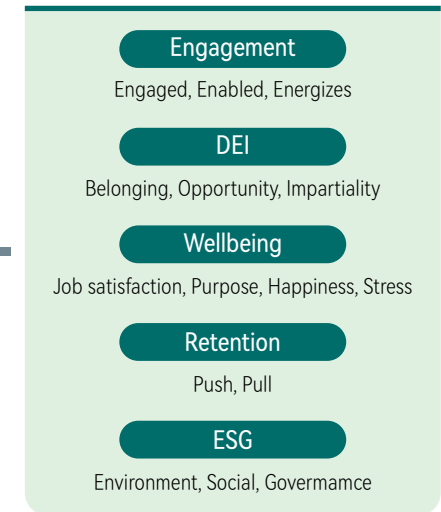 Engagement
Engaged, Enabled, Energizes
DEI
Belonging, Opportunity, Impartiality
Wellbeing
Job satisfaction, Purpose, Happiness, Stress
Retention
Push, Pull
ESG
Environment, Social, Govermamce